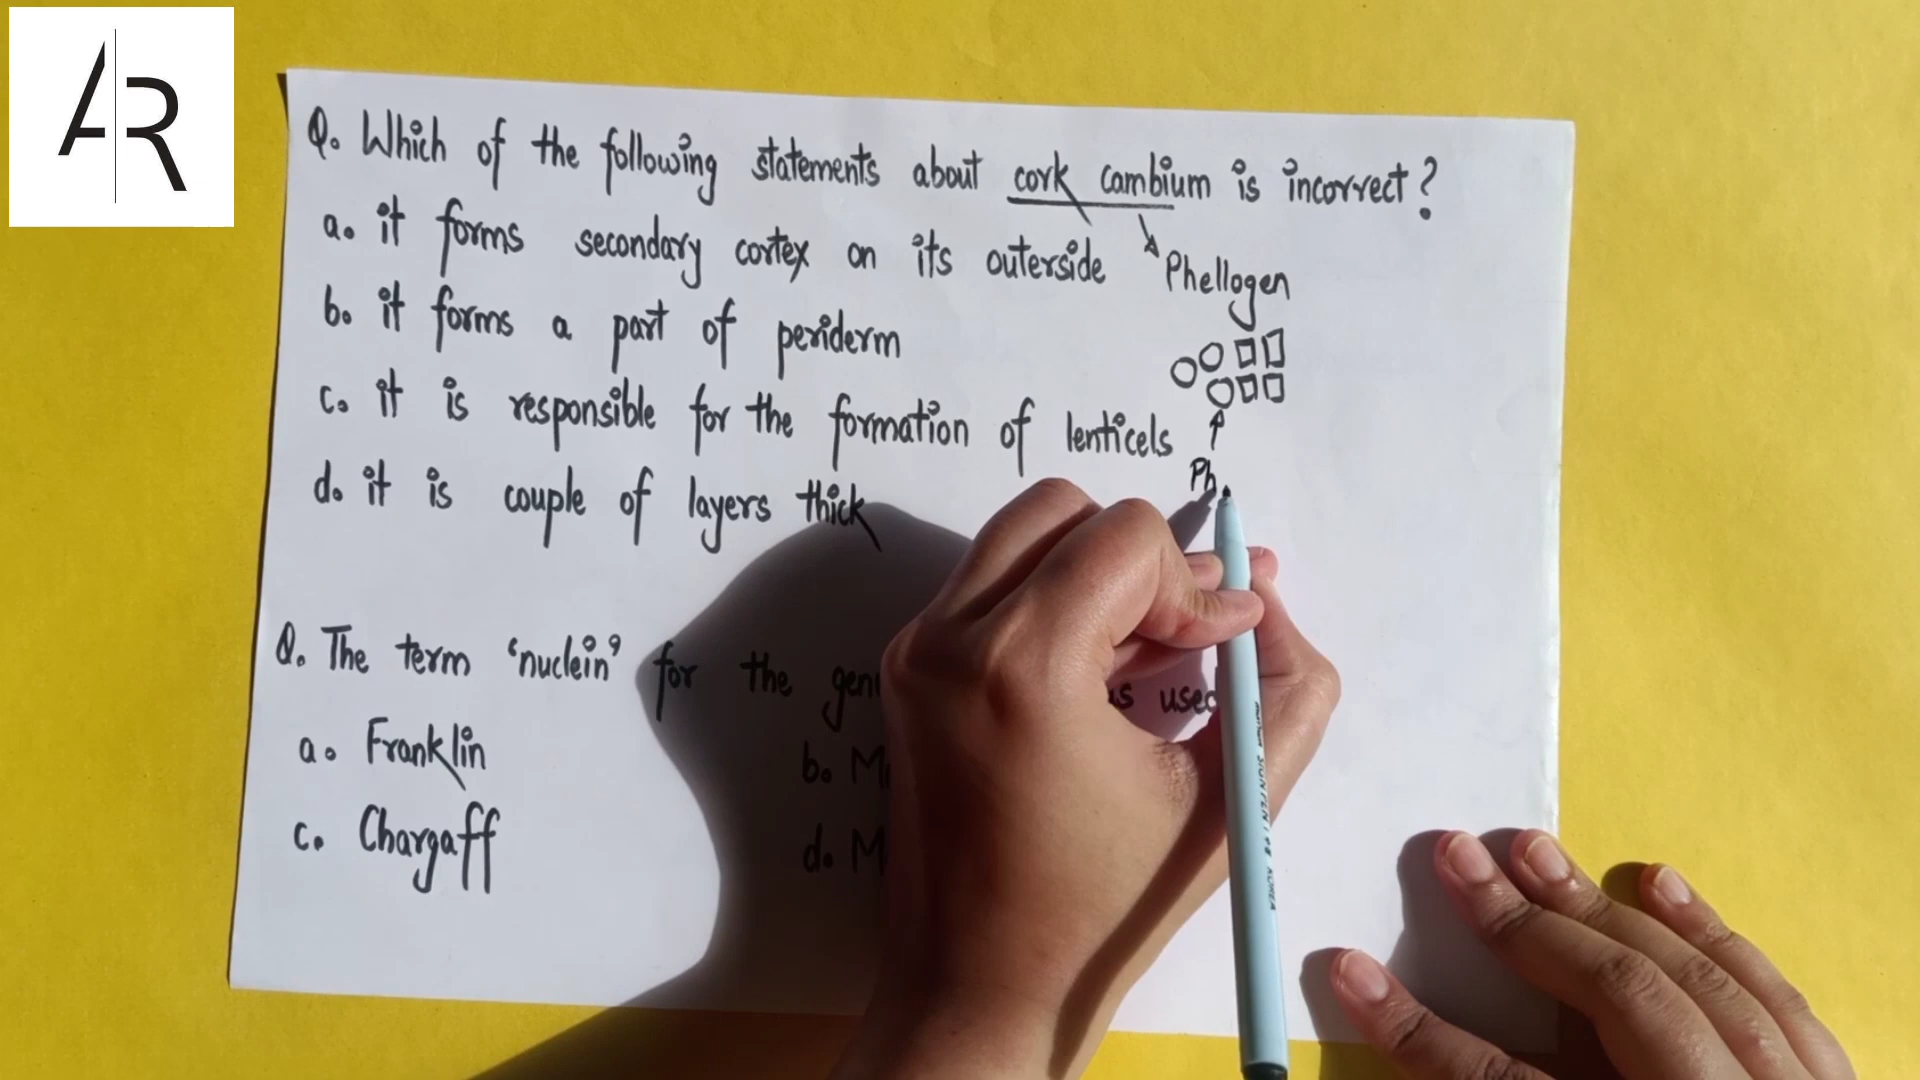 AR
Q. Which of the following statements about cork cambium is incorrect?
a. it forms secondary cortex on its outerside
Phellogen
b. it forms a part of periderm
c. it is responsible for the formation of lenticels
Ph
d. it is couple of layers thick
Q. The term 'nuclein' for the used
a. Franklin b.
c. Chargaff d.